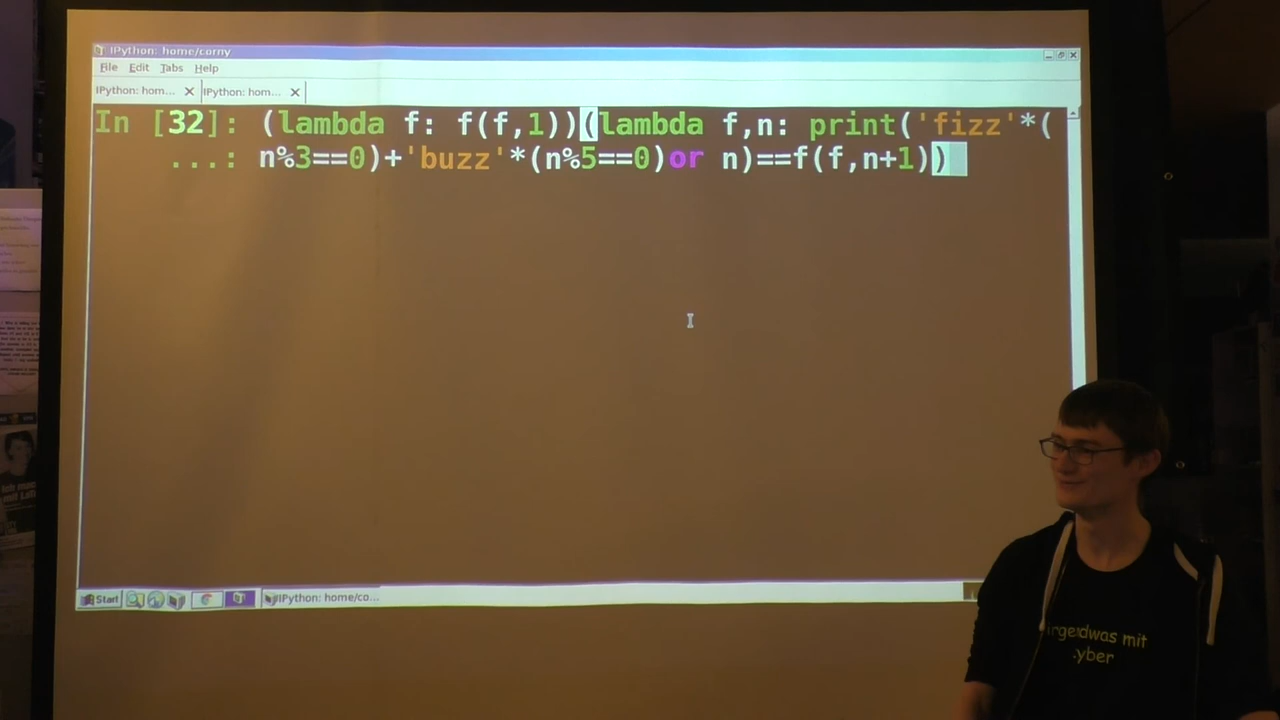 IPython: home/corny
File Edit Tabs Help
IPython: hom... IPython: hom...
In [32]: (lambda f: f(f,1))(lambda f,n: print('fizz'*(
...: n%3==0)+'buzz'*(n%5==0)or n)==f(f,n+1))
Start IPython: home/co...
irgendwas mit